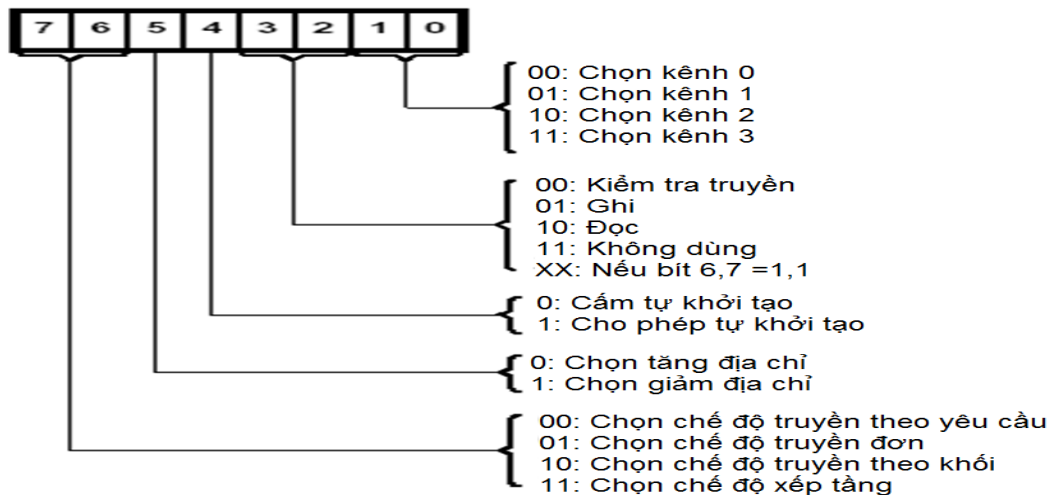 7 6 5 4 3 2 1 0
00: Chọn kênh 0
01: Chọn kênh 1
10: Chọn kênh 2
11: Chọn kênh 3
00: Kiểm tra truyền
01: Ghi
10: Đọc
11: Không dùng
XX: Nếu bít 6,7 =1,1
0: Cấm tự khởi tạo
1: Cho phép tự khởi tạo
0: Chọn tăng địa chỉ
1: Chọn giảm địa chỉ
00: Chọn chế độ truyền theo yêu cầu
01: Chọn chế độ truyền đơn
10: Chọn chế độ truyền theo khối
11: Chọn chế độ xếp tầng